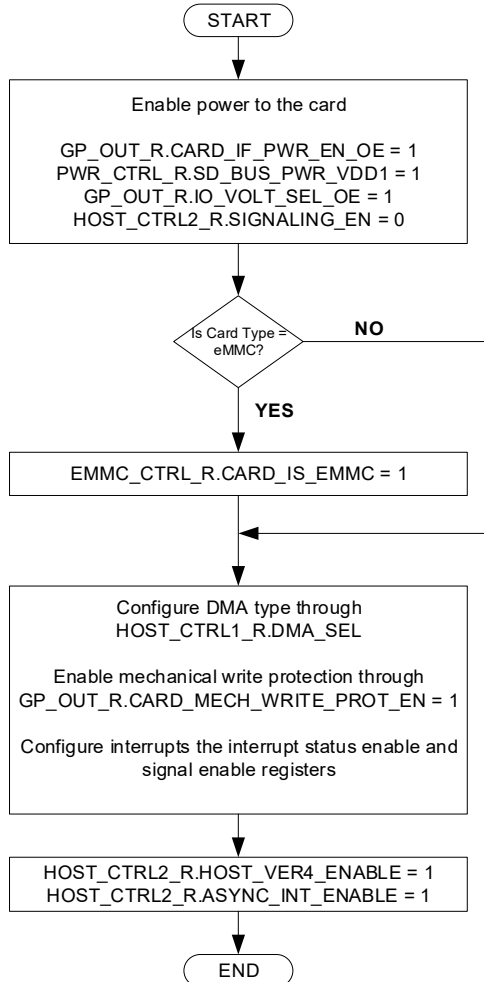 START
Enable power to the card
GP_OUT_R.CARD_IF_PWR_EN_OE = 1
PWR_CTRL_R.SD_BUS_PWR_VDD1 = 1
GP_OUT_R.IO_VOLT_SEL_OE = 1
HOST_CTRL2_R.SIGNALING_EN = 0
Is Card Type =
eMMC?
NO
YES
EMMC_CTRL_R.CARD_IS_EMMC = 1
Configure DMA type through
HOST_CTRL1_R.DMA_SEL
Enable mechanical write protection through
GP_OUT_R.CARD_MECH_WRITE_PROT_EN = 1
Configure interrupts the interrupt status enable and
signal enable registers
HOST_CTRL2_R.HOST_VER4_ENABLE = 1
HOST_CTRL2_R.ASYNC_INT_ENABLE = 1
END